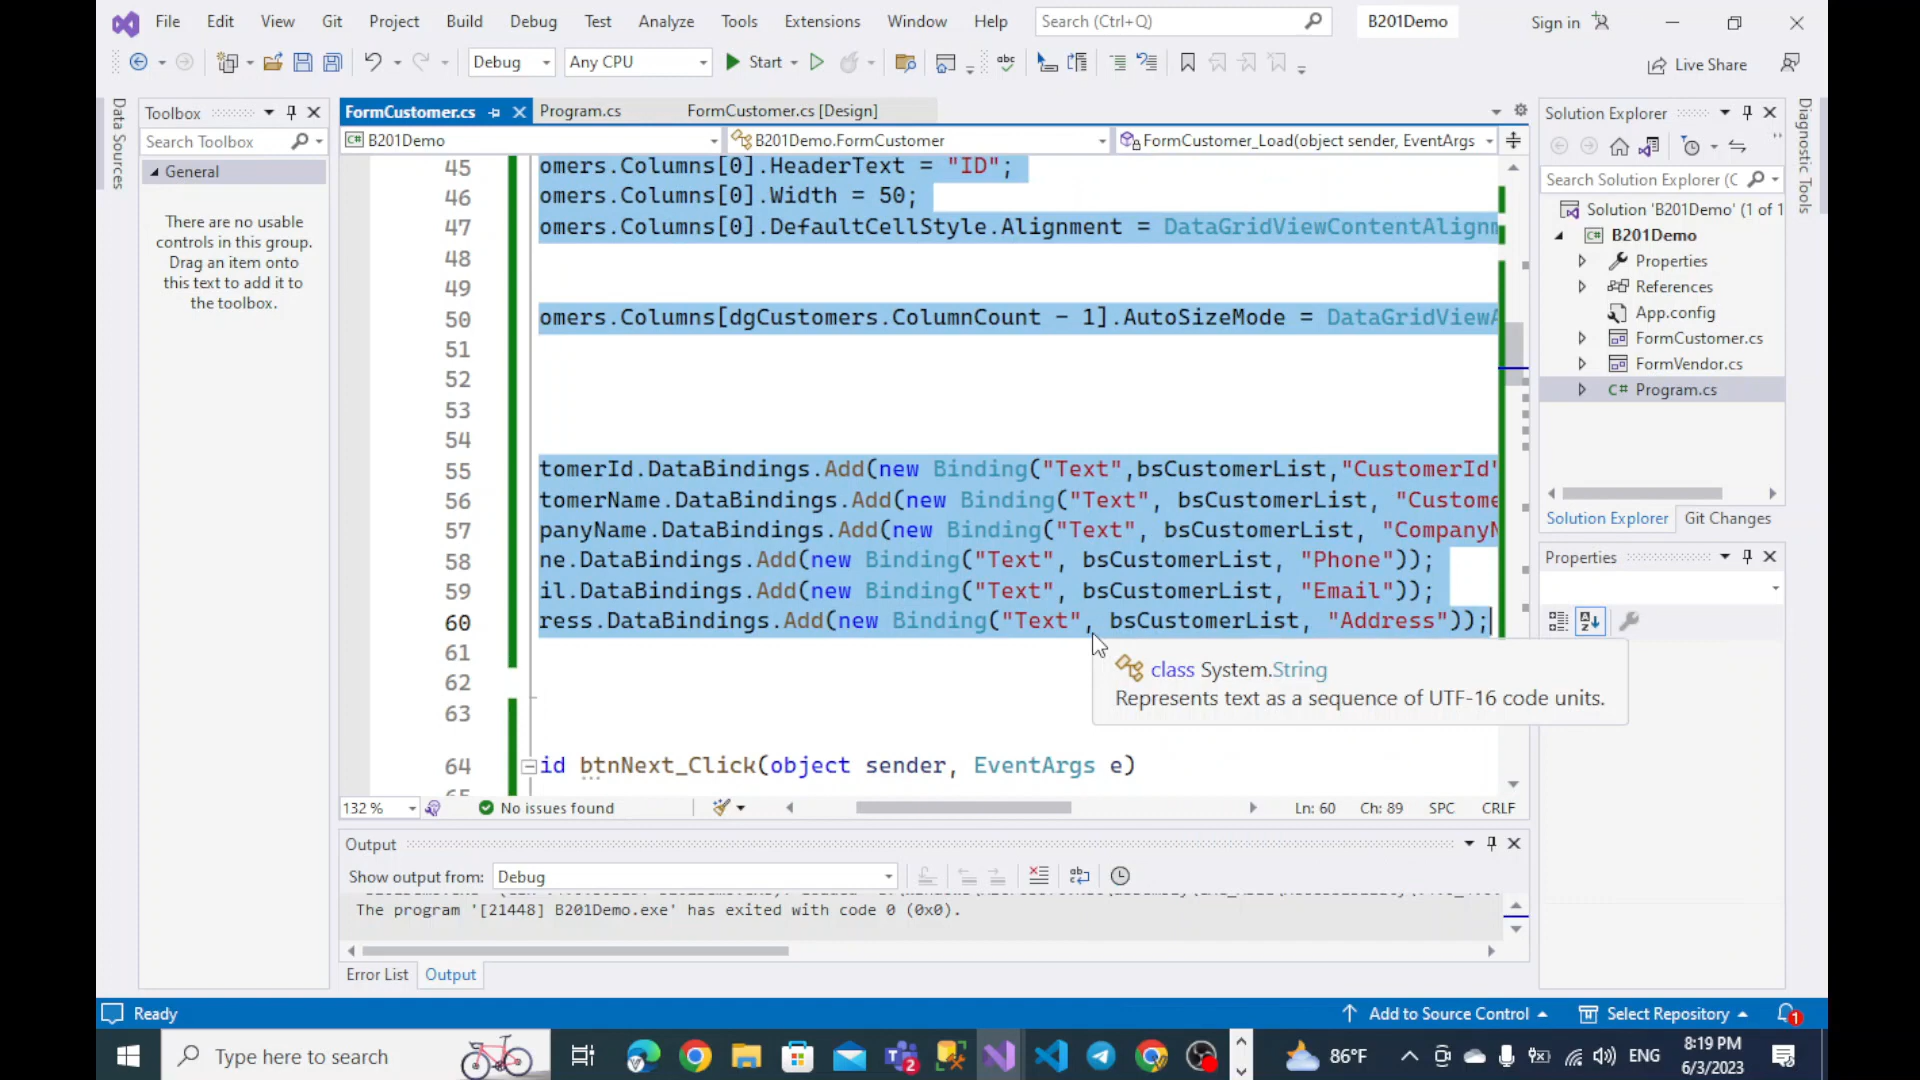 File Edit View Git Project Build Debug Test Analyze Tools Extensions Window Help Search (Ctrl+Q) B201Demo Sign in
Debug Any CPU Start Live Share
Data Sources
Toolbox
Search Toolbox
General
There are no usable
controls in this group.
Drag an item onto
this text to add it to
the toolbox.
FormCustomer.cs Program.cs FormCustomer.cs [Design]
B201Demo B201Demo.FormCustomer FormCustomer_Load(object sender, EventArgs
45 omers.Columns[0].HeaderText = "ID";
46 omers.Columns[0].Width = 50;
47 omers.Columns[0].DefaultCellStyle.Alignment = DataGridViewContentAlignm
48
49
50 omers.Columns[dgCustomers.ColumnCount - 1].AutoSizeMode = DataGridViewA
51
52
53
54
55 tomerId.DataBindings.Add(new Binding("Text",bsCustomerList,"CustomerId"
56 tomerName.DataBindings.Add(new Binding("Text", bsCustomerList, "Custome
57 panyName.DataBindings.Add(new Binding("Text", bsCustomerList, "CompanyN
58 ne.DataBindings.Add(new Binding("Text", bsCustomerList, "Phone"));
59 il.DataBindings.Add(new Binding("Text", bsCustomerList, "Email"));
60 ress.DataBindings.Add(new Binding("Text", bsCustomerList, "Address"));
61
62
63
64 id btnNext_Click(object sender, EventArgs e)
65
class System.String
Represents text as a sequence of UTF-16 code units.
132 % No issues found Ln: 60 Ch: 89 SPC CRLF
Output
Show output from: Debug
The program '[21448] B201Demo.exe' has exited with code 0 (0x0).
Error List Output
Solution Explorer
Search Solution Explorer (C
Solution 'B201Demo' (1 of 1
B201Demo
Properties
References
App.config
FormCustomer.cs
FormVendor.cs
C# Program.cs
Solution Explorer Git Changes
Properties
Diagnostic Tools
Ready Add to Source Control Select Repository 1
Type here to search 2 86°F ENG 8:19 PM
6/3/2023